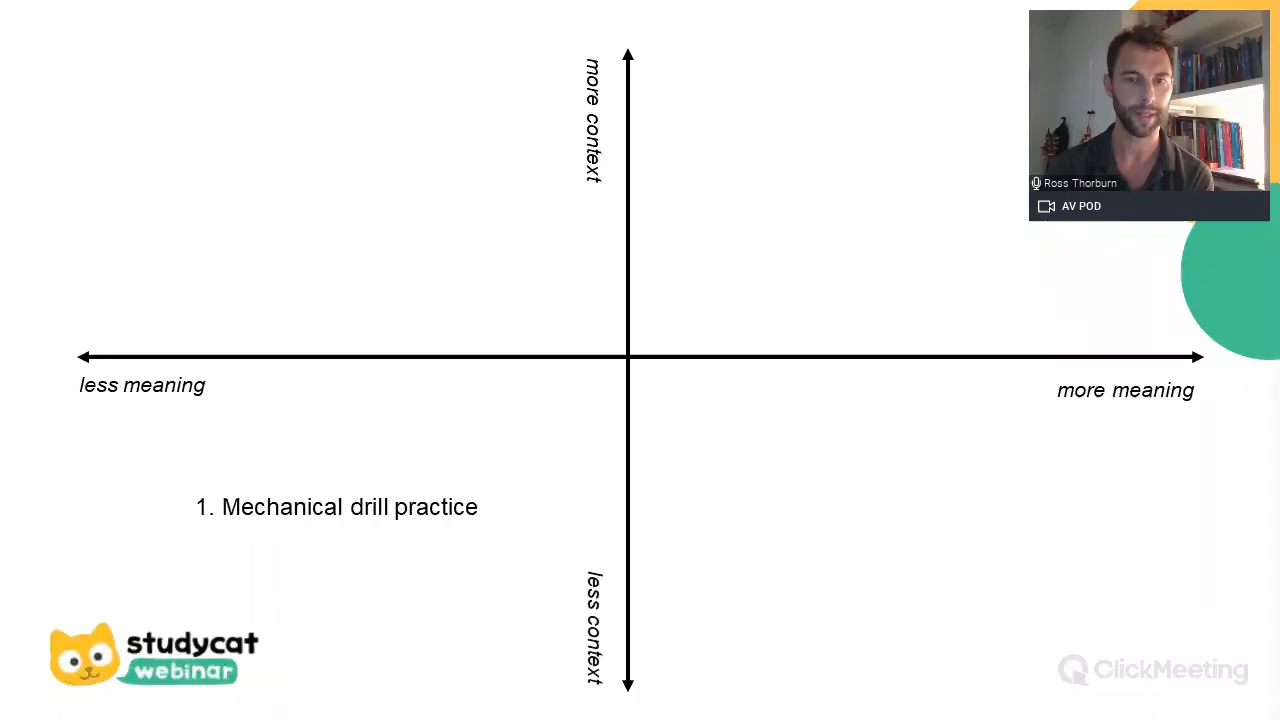 more context
Ross Thorburn
AV POD
less meaning
more meaning
1. Mechanical drill practice
less context
studycat
webinar
ClickMeeting